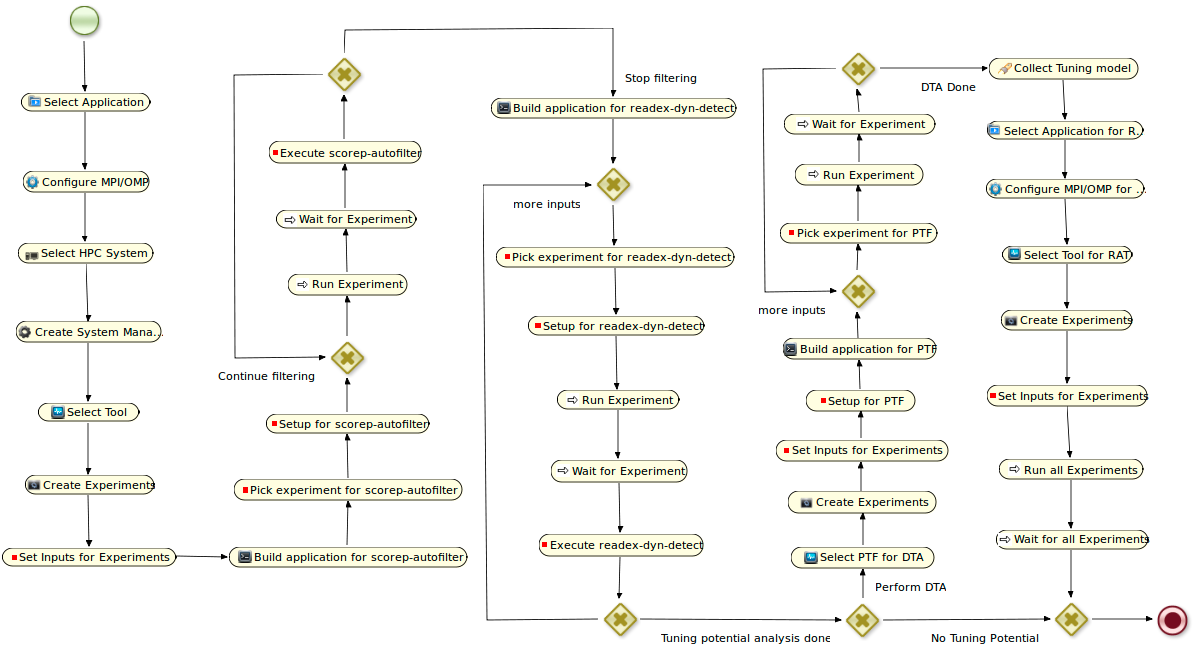 Select Application
Configure MPI/OMP
Select HPC System
Create System Mana..
Select Tool
Create Experiments
Set Inputs for Experiments
Build application for scorep-autofilter
Pick experiment for scorep-autofilter
Setup for scorep-autofilter
Continue filtering
Run Experiment
Wait for Experiment
Execute scorep-autofilter
Stop filtering
Build application for readex-dyn-detect
more inputs
Pick experiment for readex-dyn-detect
Setup for readex-dyn-detect
Run Experiment
Wait for Experiment
Execute readex-dyn-detect
Tuning potential analysis done
Perform DTA
Select PTF for DTA
Create Experiments
Set Inputs for Experiments
Setup for PTF
Build application for PTF
more inputs
Pick experiment for PTF
Run Experiment
Wait for Experiment
DTA Done
Collect Tuning model
Select Application for R..
Configure MPI/OMP for ...
Select Tool for RAT
Create Experiments
Set Inputs for Experiments
Run all Experiments
Wait for all Experiments
No Tuning Potential